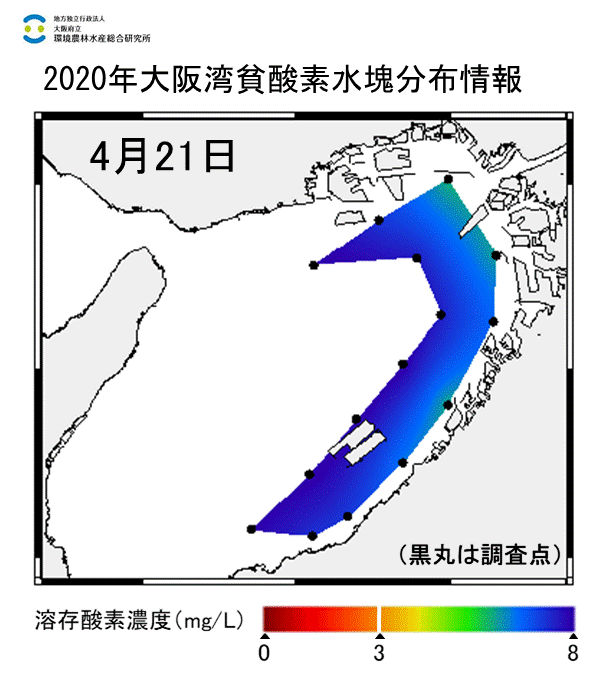 地方独立行政法人
大阪府立
環境農林水産総合研究所
2020年大阪湾貧酸素水塊分布情報
4月21日
(黒丸は調査点)
溶存酸素濃度(mg/L)
0 3 8